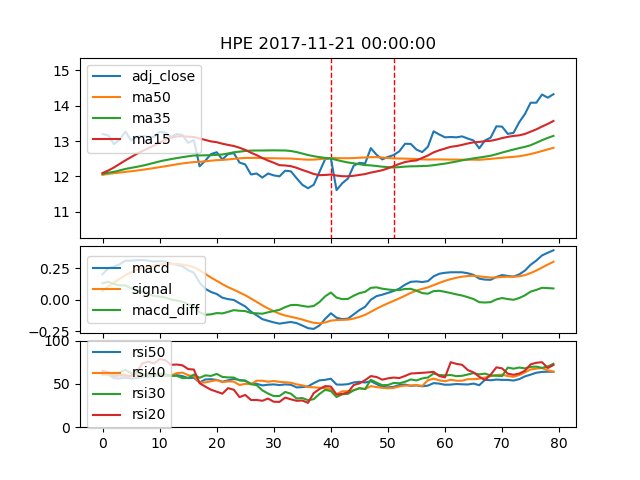 HPE 2017-11-21 00:00:00
15
14
13
12
11
adj_close
ma50
ma35
ma15
0.25
0.00
−0.25
macd
signal
macd_diff
100
50
0
rsi50
rsi40
rsi30
rsi20
0 10 20 30 40 50 60 70 80